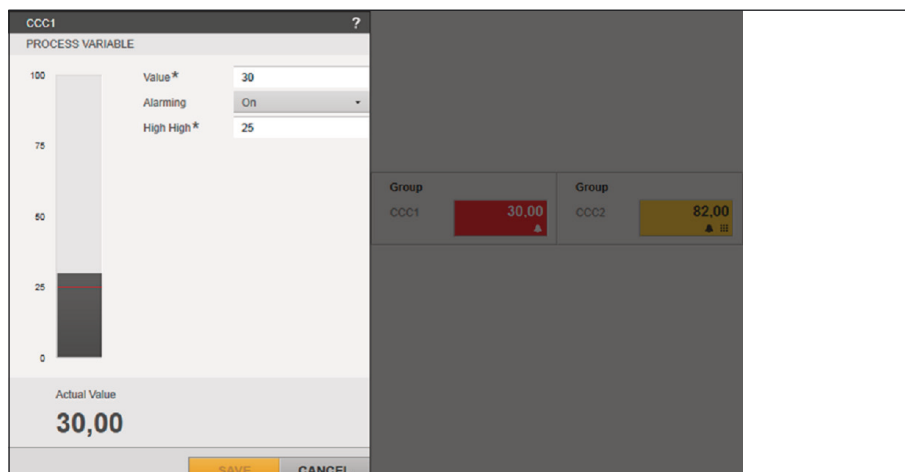 CCC1 ?
PROCESS VARIABLE
100
75
50
25
0
Value* 30
Alarming On
High High* 25
Actual Value
30,00
SAVE CANCEL
Group
CCC1 30,00
Group
CCC2 82,00